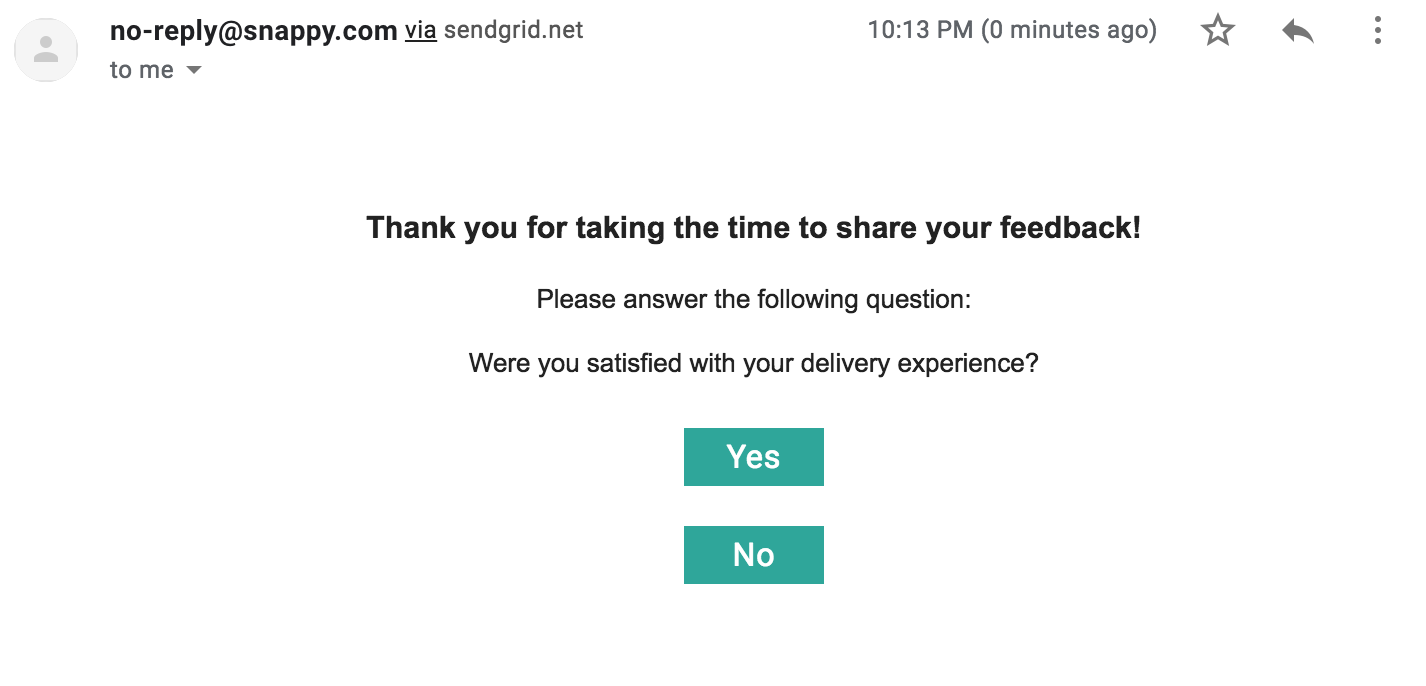 no-reply@snappy.com via sendgrid.net 10:13 PM (0 minutes ago)
to me
Thank you for taking the time to share your feedback!
Please answer the following question:
Were you satisfied with your delivery experience?
Yes
No